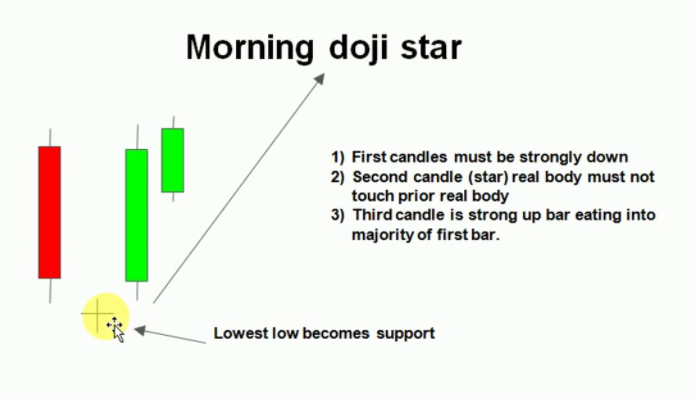 Morning doji star
1) First candles must be strongly down
2) Second candle (star) real body must not
touch prior real body
3) Third candle is strong up bar eating into
majority of first bar.
Lowest low becomes support